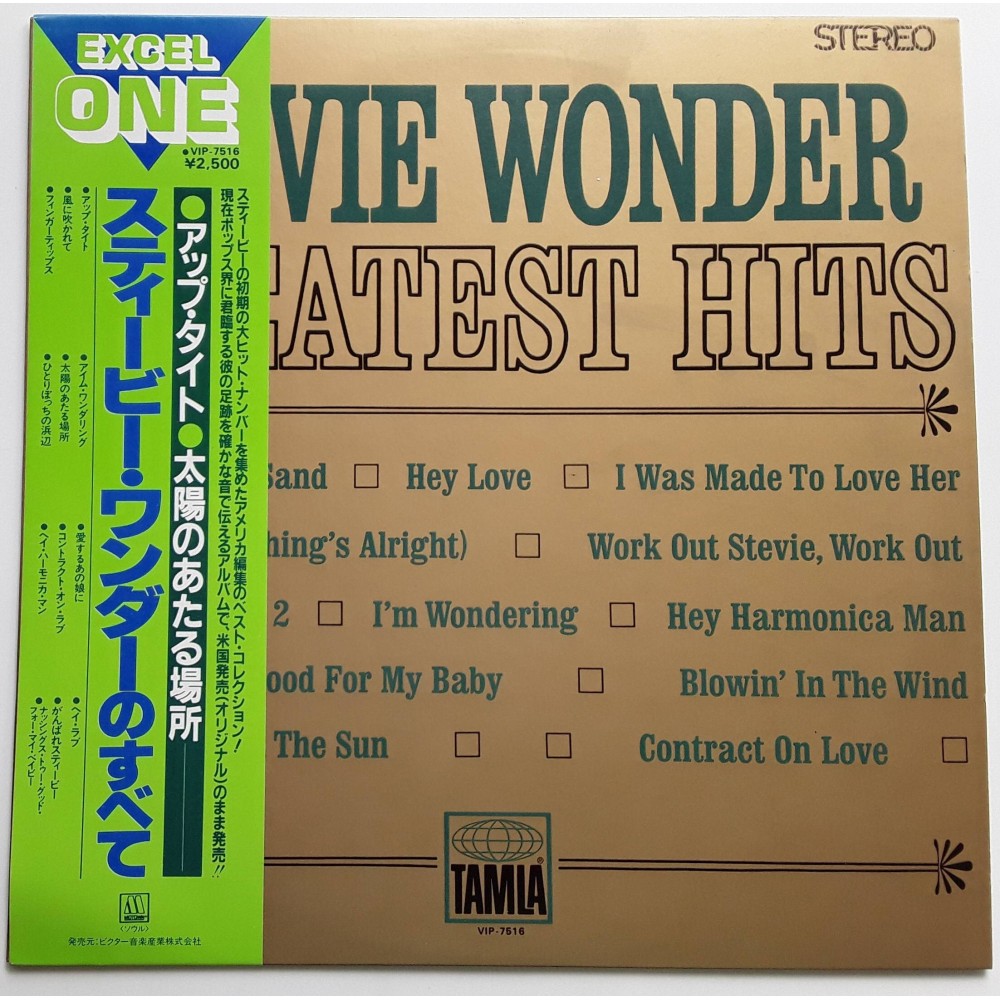 EXCEL
ONE
●VIP-7516
¥2,500
スティービーの初期の大ヒット・ナンバーを集めたアメリカ編集のベスト・コレクション!
現在ポップス界に君臨する彼の足跡を確かな音で伝えるアルバムで、米国発売(オリジナル)のまま発売!!
●アップ・タイト●太陽のあたる場所
スティービー・ワンダーのすべて
●アップ・タイト
●風に吹かれて
●フィンガーティップス
●アイム・ワンダリング
●太陽のあたる場所
●ひとりぼっちの浜辺
●愛するあの娘に
●コントラクト・オン・ラブ
●ヘイ・ハーモニカ・マン
●ヘイ・ラブ
●がんばれスティービー
●ナッシングス・トゥー・グッド・
フォー・マイ・ベイビー
〈ソウル〉
発売元:ビクター音楽産業株式会社
STEREO
VIE WONDER
EATEST HITS
Sand □ Hey Love □ I Was Made To Love Her
hing's Alright) □ Work Out Stevie, Work Out
2 □ I'm Wondering □ Hey Harmonica Man
ood For My Baby □ Blowin' In The Wind
The Sun □ □ Contract On Love □
TAMLA®
VIP-7516